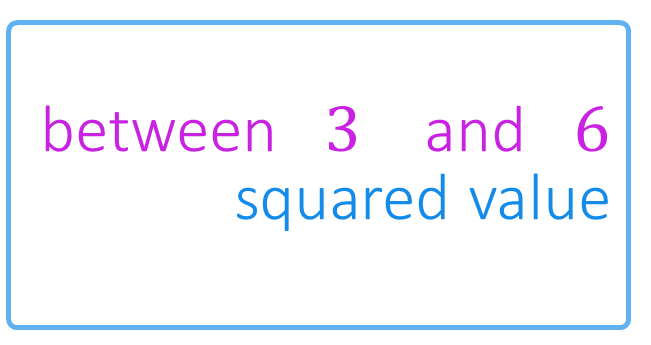 between 3 and 6
squared value